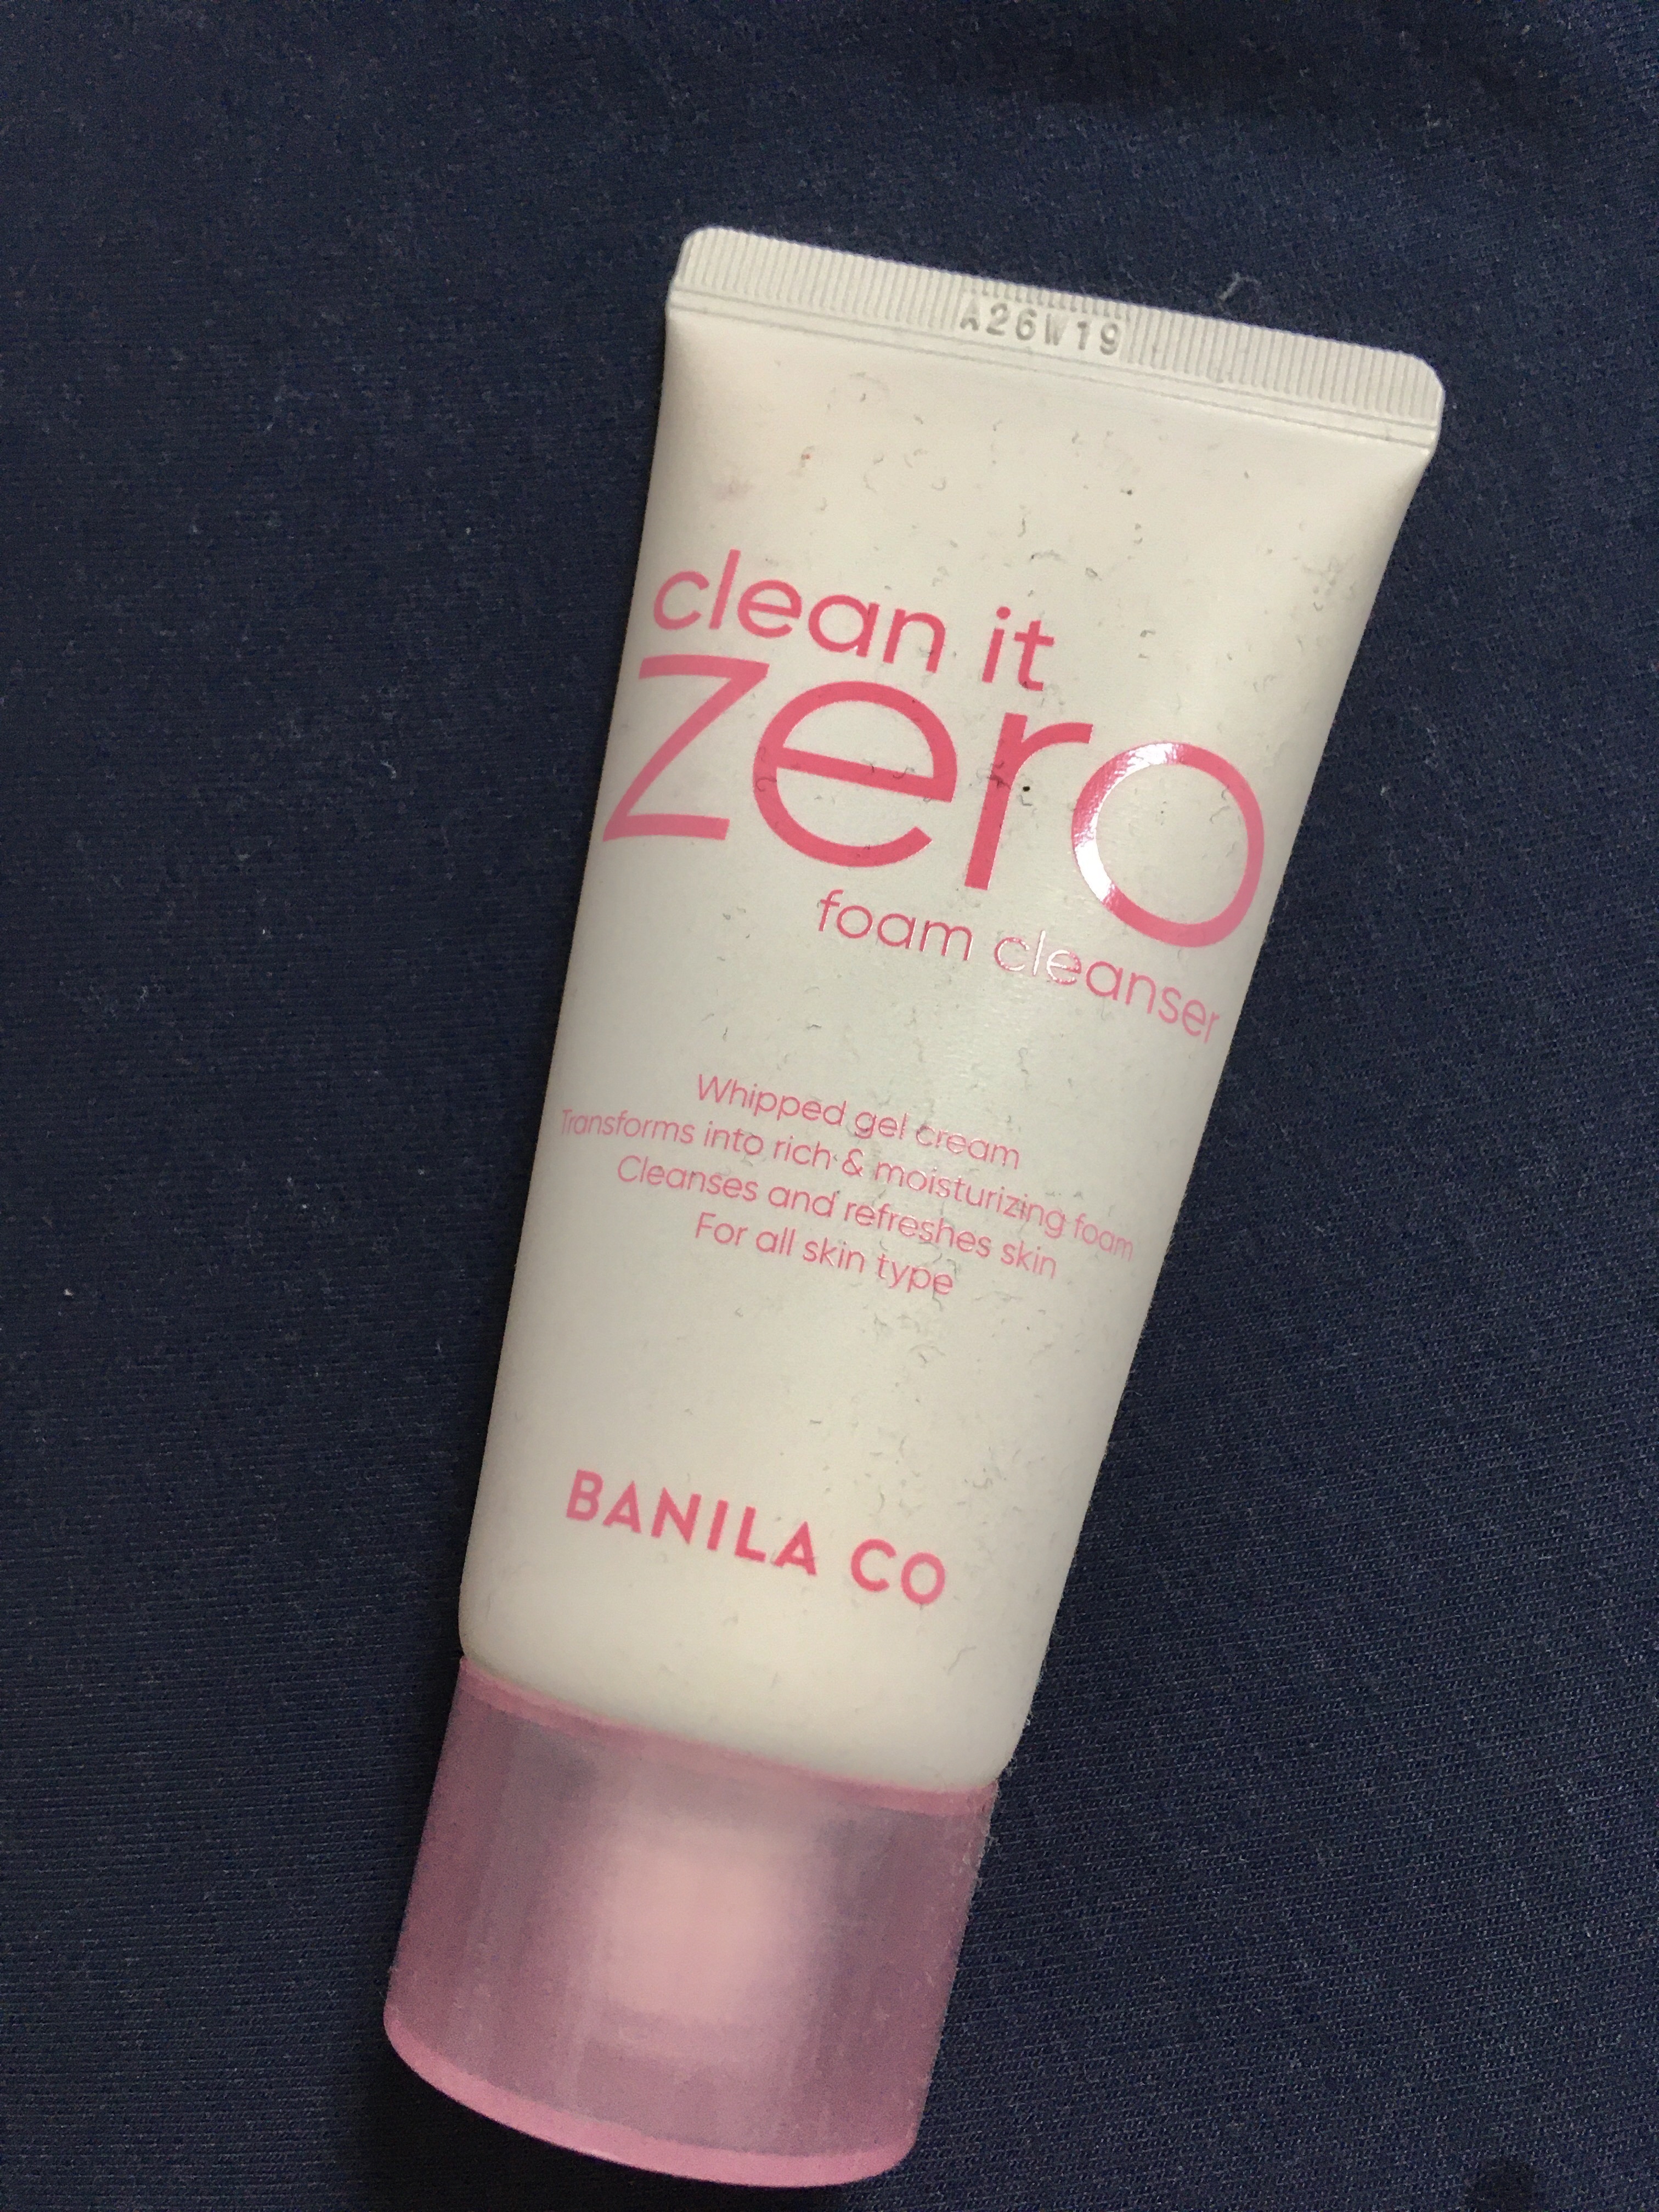 A26W19
clean it
zero
foam cleanser
Whipped gel cream
Transforms into rich & moisturizing foam
Cleanses and refreshes skin
For all skin type
BANILA CO